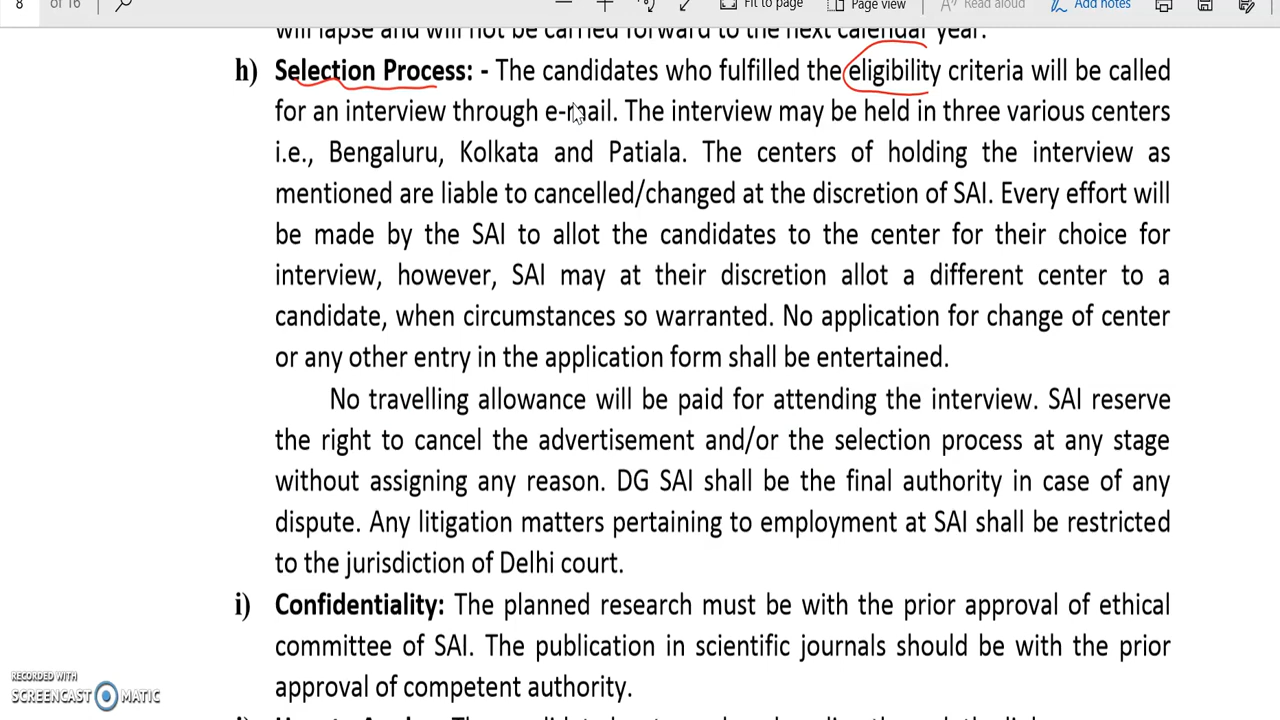 8 of 16 Fit to page Page view Read aloud Add notes
will lapse and will not be carried forward to the next calendar year.
h) Selection Process: - The candidates who fulfilled the eligibility criteria will be called
for an interview through e-mail. The interview may be held in three various centers
i.e., Bengaluru, Kolkata and Patiala. The centers of holding the interview as
mentioned are liable to cancelled/changed at the discretion of SAI. Every effort will
be made by the SAI to allot the candidates to the center for their choice for
interview, however, SAI may at their discretion allot a different center to a
candidate, when circumstances so warranted. No application for change of center
or any other entry in the application form shall be entertained.
No travelling allowance will be paid for attending the interview. SAI reserve
the right to cancel the advertisement and/or the selection process at any stage
without assigning any reason. DG SAI shall be the final authority in case of any
dispute. Any litigation matters pertaining to employment at SAI shall be restricted
to the jurisdiction of Delhi court.
i) Confidentiality: The planned research must be with the prior approval of ethical
committee of SAI. The publication in scientific journals should be with the prior
approval of competent authority.
RECORDED WITH
SCREENCAST MATIC